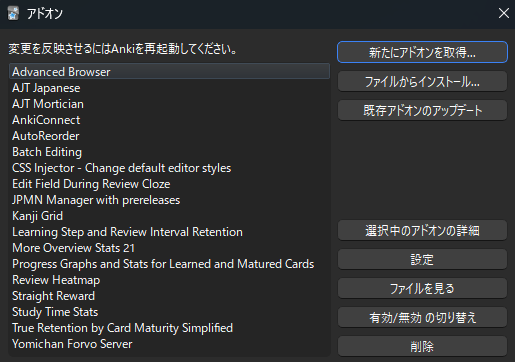 アドオン
変更を反映させるにはAnkiを再起動してください。
Advanced Browser
AJT Japanese
AJT Mortician
AnkiConnect
AutoReorder
Batch Editing
CSS Injector - Change default editor styles
Edit Field During Review Cloze
JPMN Manager with prereleases
Kanji Grid
Learning Step and Review Interval Retention
More Overview Stats 21
Progress Graphs and Stats for Learned and Matured Cards
Review Heatmap
Straight Reward
Study Time Stats
True Retention by Card Maturity Simplified
Yomichan Forvo Server
新たにアドオンを取得...
ファイルからインストール...
既存アドオンのアップデート
選択中のアドオンの詳細
設定
ファイルを見る
有効/無効 の切り替え
削除